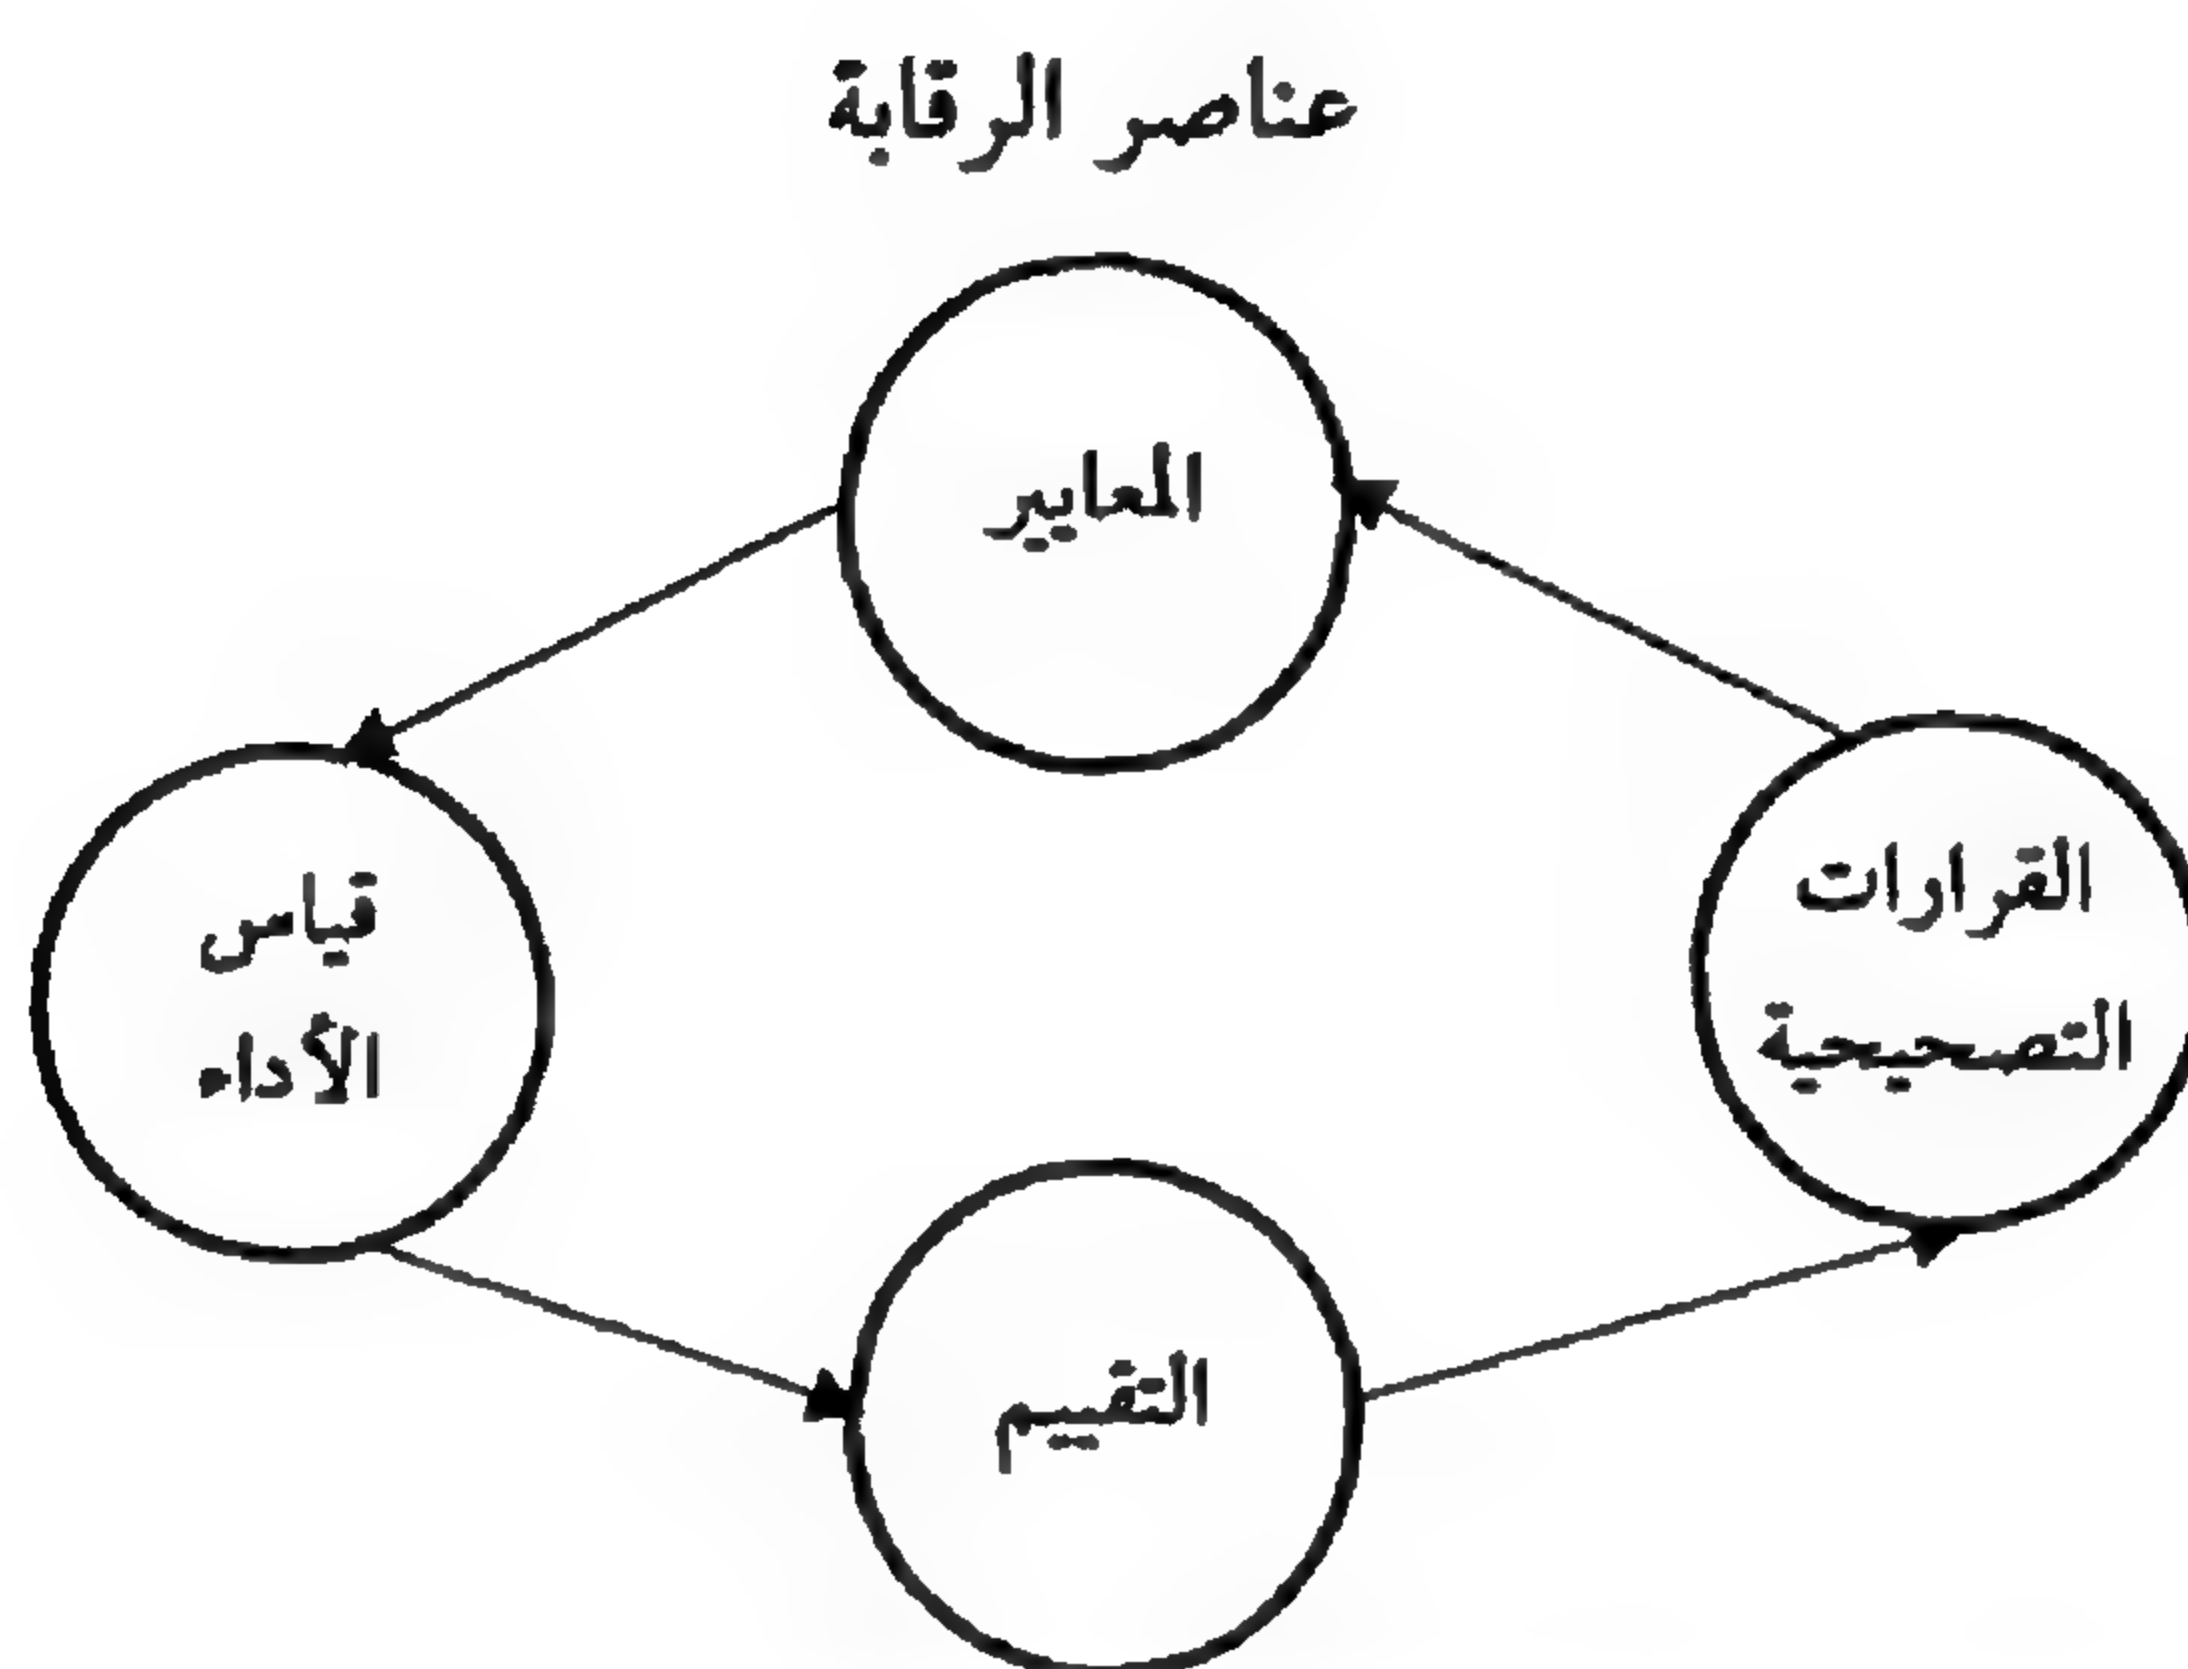 عناصر الرقابة
المعايير
القرارات
التصحيحية
قياس
الأداء
التقييم